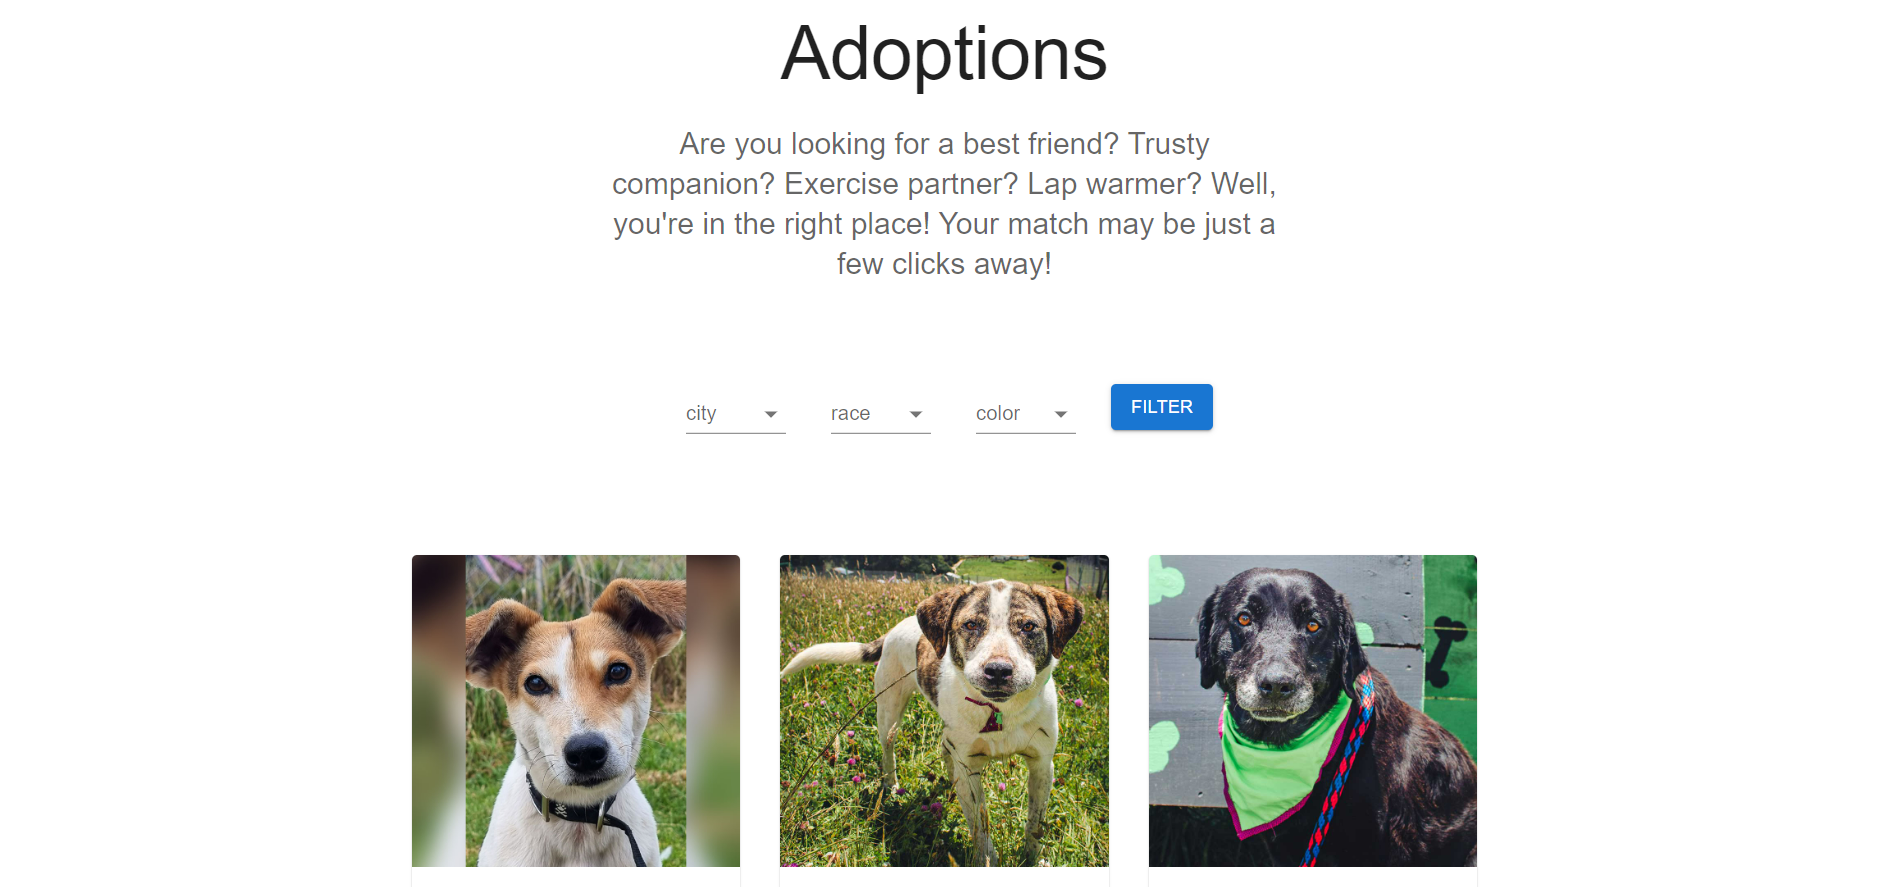 Adoptions
Are you looking for a best friend? Trusty
companion? Exercise partner? Lap warmer? Well,
you're in the right place! Your match may be just a
few clicks away!
city race color FILTER